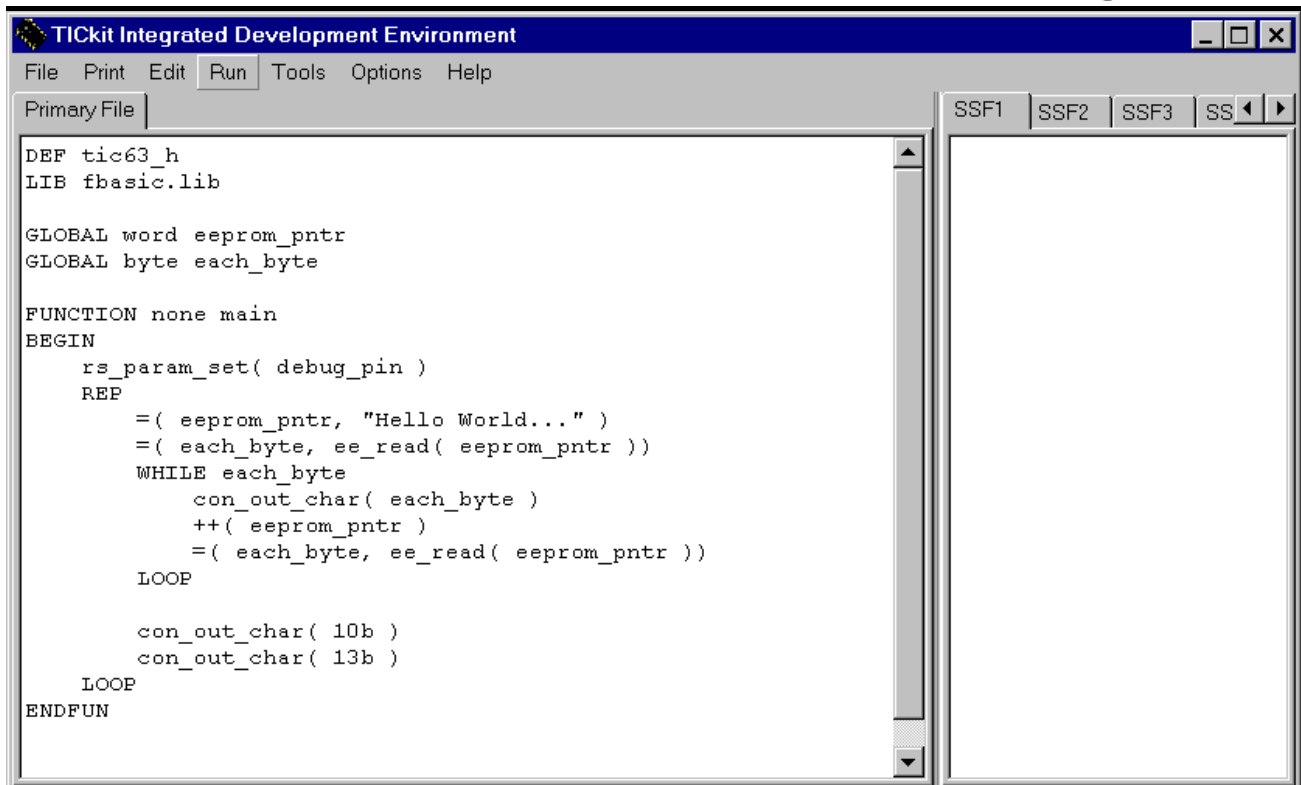 TICkit Integrated Development Environment
File Print Edit Run Tools Options Help
Primary File
SSF1 SSF2 SSF3 SS
DEF tic63_h
LIB fbasic.lib
GLOBAL word eeprom_pntr
GLOBAL byte each_byte
FUNCTION none main
BEGIN
    rs_param_set( debug_pin )
    REP
        =( eeprom_pntr, "Hello World..." )
        =( each_byte, ee_read( eeprom_pntr ))
        WHILE each_byte
            con_out_char( each_byte )
            ++( eeprom_pntr )
            =( each_byte, ee_read( eeprom_pntr ))
        LOOP
        con_out_char( 10b )
        con_out_char( 13b )
    LOOP
ENDFUN